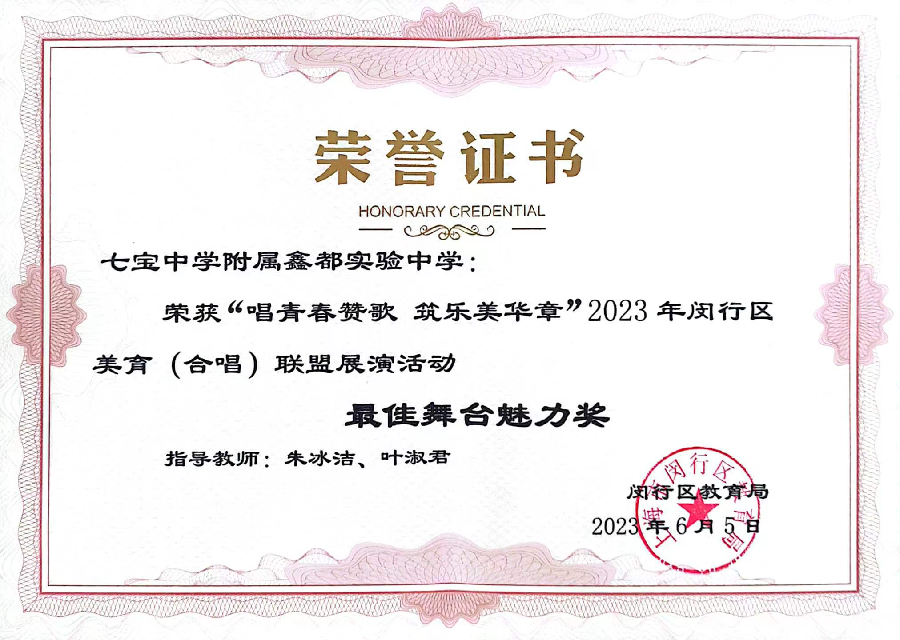 荣誉证书
HONORARY CREDENTIAL
七宝中学附属鑫都实验中学：
荣获“唱青春赞歌 筑乐美华章”2023 年闵行区
美育（合唱）联盟展演活动
最佳舞台魅力奖
指导教师：朱冰洁、叶淑君
闵行区教育局
2023 年 6 月 5 日
上海市闵行区教育局